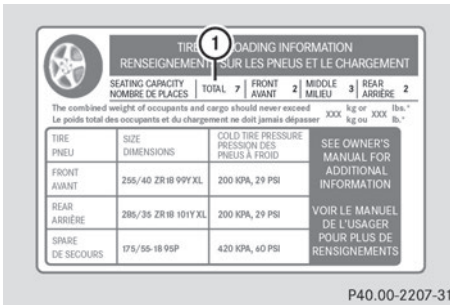 TIRE LOADING INFORMATION
RENSEIGNEMENTS SUR LES PNEUS ET LE CHARGEMENT
1
SEATING CAPACITY
NOMBRE DE PLACES
TOTAL 7
FRONT
AVANT 2
MIDDLE
MILIEU 3
REAR
ARRIÈRE 2
The combined weight of occupants and cargo should never exceed XXX kg or XXX lbs.*
Le poids total des occupants et du chargement ne doit jamais dépasser XXX kg ou XXX lb.*
TIRE
PNEU
SIZE
DIMENSIONS
COLD TIRE PRESSURE
PRESSION DES
PNEUS À FROID
FRONT
AVANT
255/40 ZR18 99Y XL
200 KPA, 29 PSI
REAR
ARRIÈRE
285/35 ZR18 101Y XL
200 KPA, 29 PSI
SPARE
DE SECOURS
175/55-18 95P
420 KPA, 60 PSI
SEE OWNER'S
MANUAL FOR
ADDITIONAL
INFORMATION
VOIR LE MANUEL
DE L'USAGER
POUR PLUS DE
RENSIGNEMENTS
P40.00-2207-31